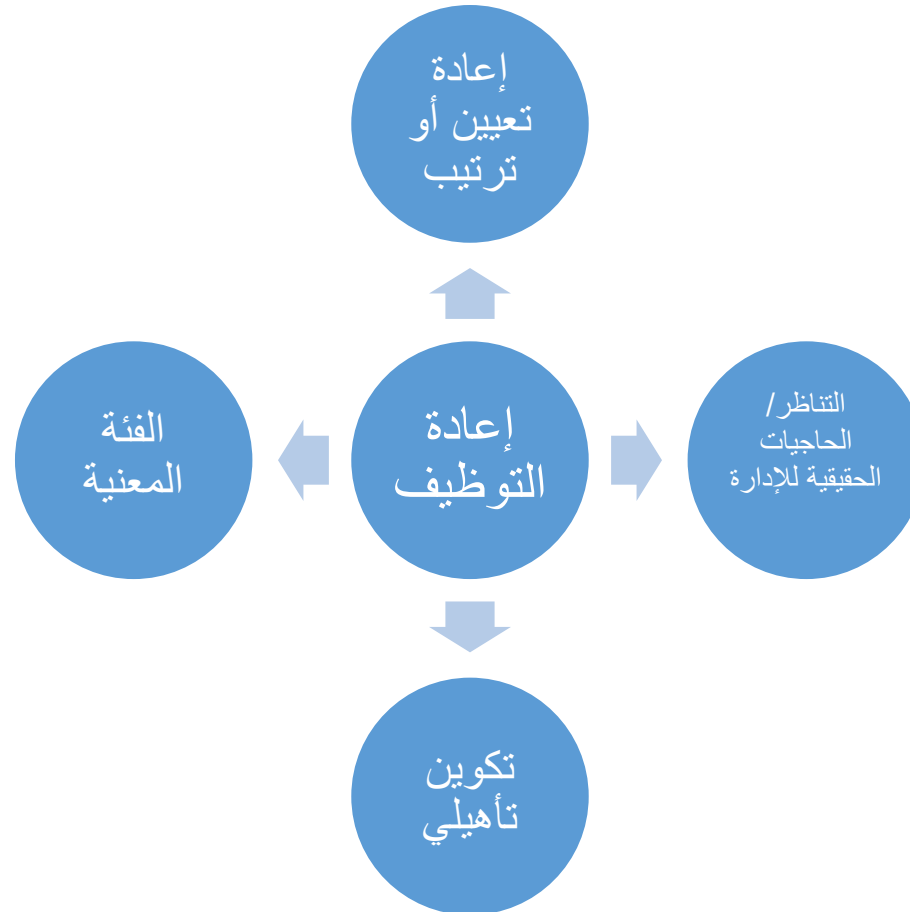 إعادة
تعيين أو
ترتيب
التناظر/
الحاجيات
الحقيقية للإدارة
إعادة
التوظيف
الفئة
المعنية
تكوين
تأهيلي